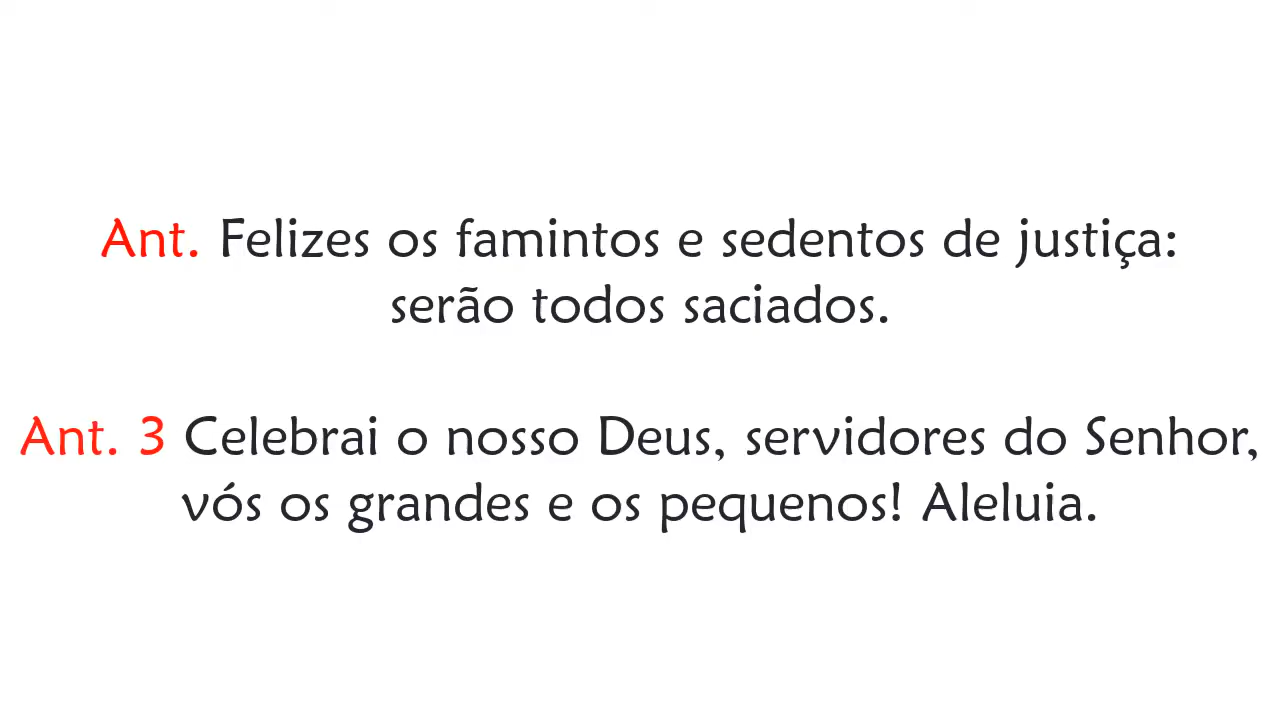 Ant. Felizes os famintos e sedentos de justiça:
serão todos saciados.
Ant. 3 Celebrai o nosso Deus, servidores do Senhor,
vós os grandes e os pequenos! Aleluia.